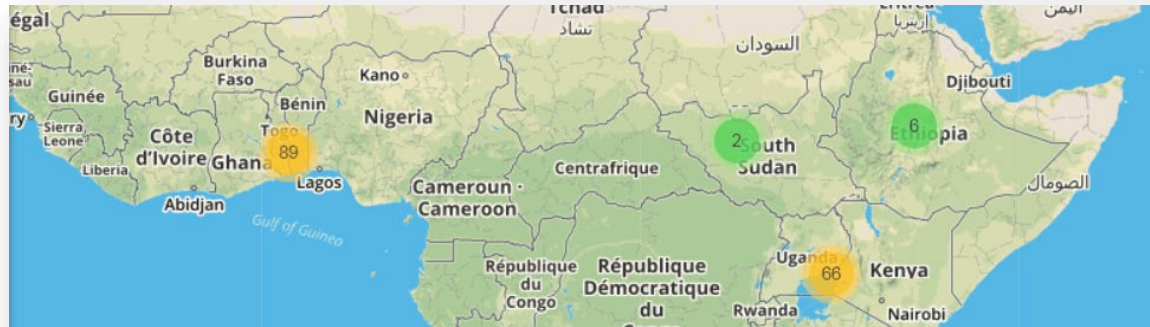 égal
Tchad
تشاد
السودان
أرتريا
اليمن
Burkina
Faso
Kano
Djibouti
Guinée
Bénin
Nigeria
Sierra
Leone
Côte
d'Ivoire
Togo
Ghana
89
2
South
Sudan
6
Ethiopia
Liberia
Lagos
Centrafrique
Abidjan
Cameroun -
Cameroon
الصومال
Gulf of Guinea
République
du
Congo
République
Démocratique
du
Uganda
66
Kenya
Rwanda
Nairobi